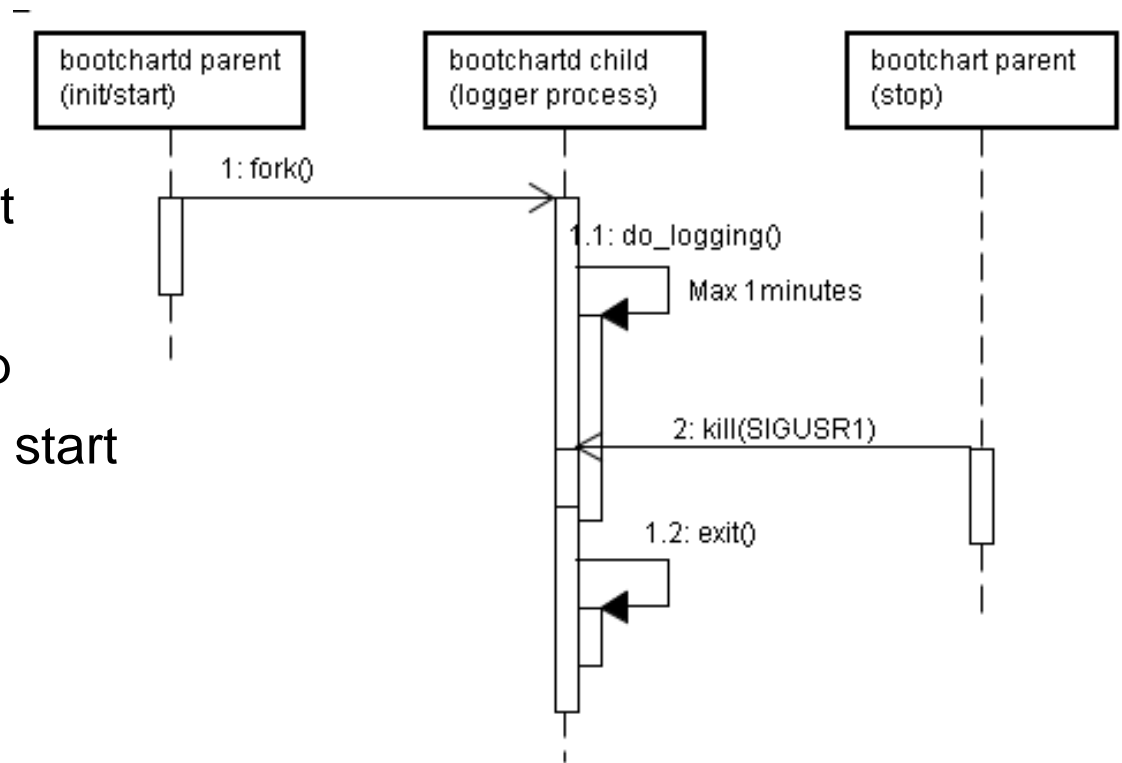 bootchartd parent
(init/start)
bootchartd child
(logger process)
bootchart parent
(stop)
1: fork()
t
1.1: do_logging()
Max 1minutes
start
2: kill(SIGUSR1)
1.2: exit()